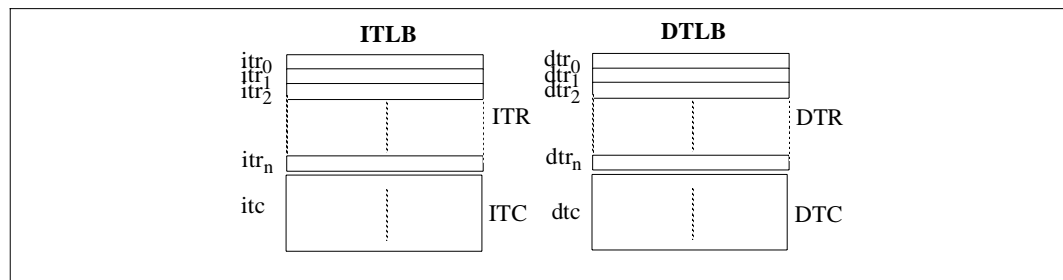 ITLB DTLB
itr0 dtr0
itr1 dtr1
itr2 dtr2
ITR DTR
itrn dtrn
itc ITC dtc DTC